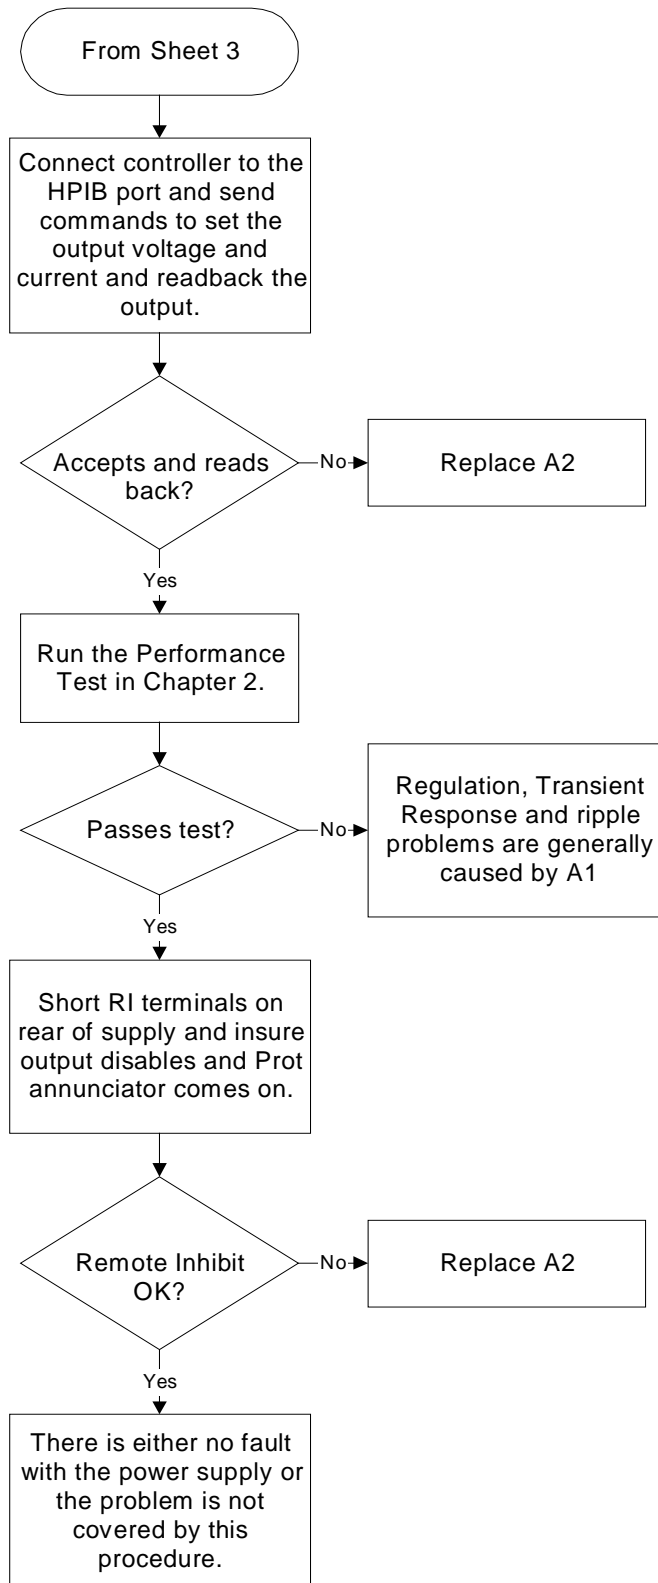 From Sheet 3
Connect controller to the
HPIB port and send
commands to set the
output voltage and
current and readback the
output.
Accepts and reads
back?
No
Replace A2
Yes
Run the Performance
Test in Chapter 2.
Passes test?
No
Regulation, Transient
Response and ripple
problems are generally
caused by A1
Yes
Short RI terminals on
rear of supply and insure
output disables and Prot
annunciator comes on.
Remote Inhibit
OK?
No
Replace A2
Yes
There is either no fault
with the power supply or
the problem is not
covered by this
procedure.